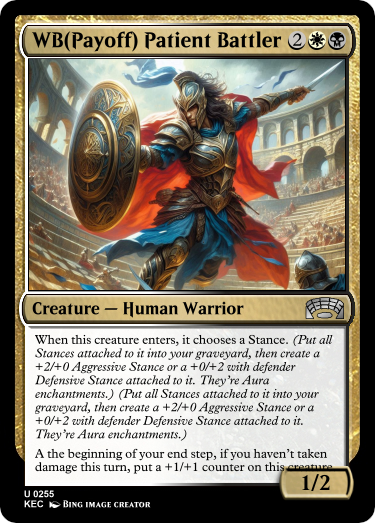 WB(Payoff) Patient Battler 2
Creature — Human Warrior
When this creature enters, it chooses a Stance. (Put all
Stances attached to it into your graveyard, then create a
+2/+0 Aggressive Stance or a +0/+2 with defender
Defensive Stance attached to it. They're Aura
enchantments.) (Put all Stances attached to it into your
graveyard, then create a +2/+0 Aggressive Stance or a
+0/+2 with defender Defensive Stance attached to it.
They're Aura enchantments.)
A the beginning of your end step, if you haven't taken
damage this turn, put a +1/+1 counter on this creature.
1/2
U 0255
KEC Bing Image Creator